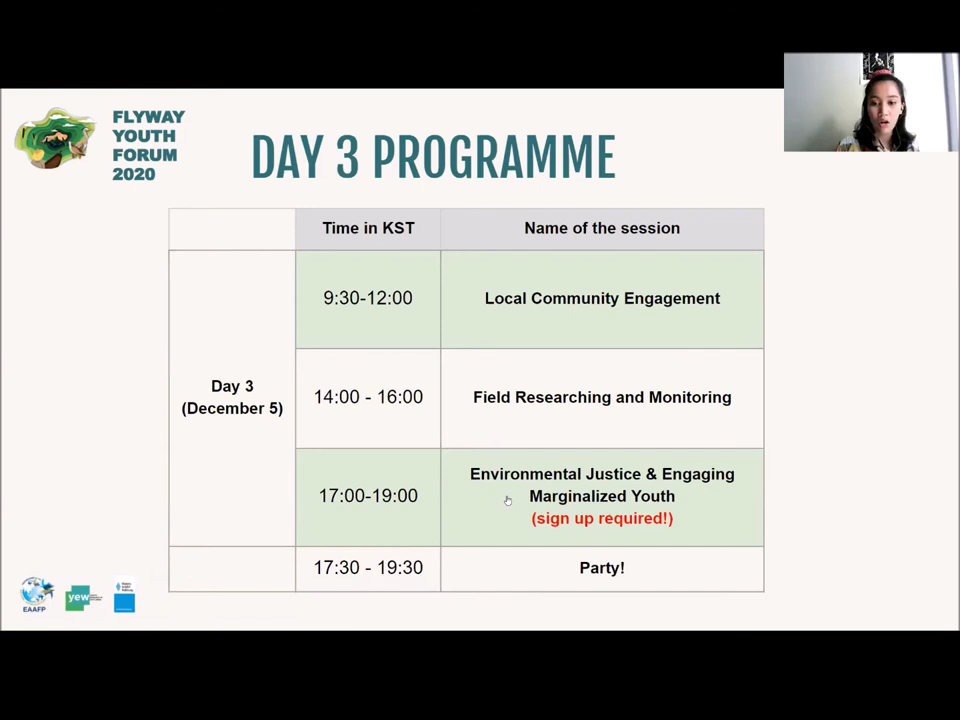 FLYWAY
YOUTH
FORUM
2020
DAY 3 PROGRAMME
Time in KST
Name of the session
Day 3
(December 5)
9:30-12:00
Local Community Engagement
14:00 - 16:00
Field Researching and Monitoring
17:00-19:00
Environmental Justice & Engaging
Marginalized Youth
(sign up required!)
17:30 - 19:30
Party!
EAAFP
yew